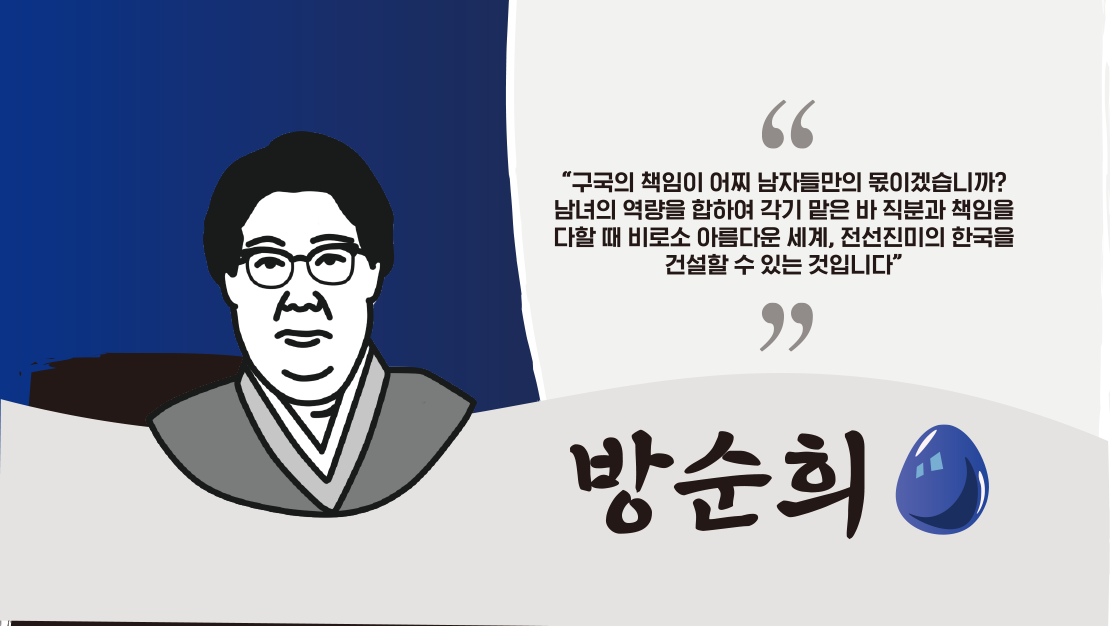 “구국의 책임이 어찌 남자들만의 몫이겠습니까?
남녀의 역량을 합하여 각기 맡은 바 직분과 책임을
다할 때 비로소 아름다운 세계, 전선진미의 한국을
건설할 수 있는 것입니다”
방순희